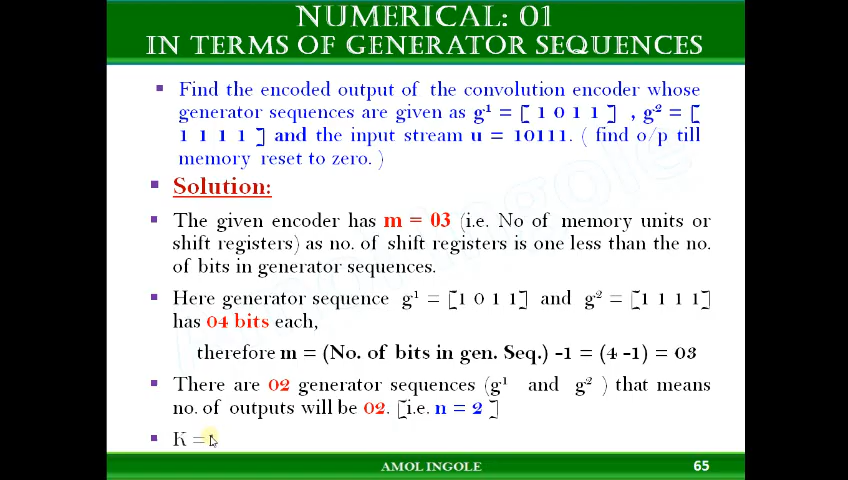 NUMERICAL: 01
IN TERMS OF GENERATOR SEQUENCES
▪ Find the encoded output of the convolution encoder whose
generator sequences are given as g¹ = [ 1 0 1 1 ] , g² = [
1 1 1 1 ] and the input stream u = 10111. ( find o/p till
memory reset to zero. )
▪ Solution:
▪ The given encoder has m = 03 (i.e. No of memory units or
shift registers) as no. of shift registers is one less than the no.
of bits in generator sequences.
▪ Here generator sequence g¹ = [1 0 1 1] and g² = [1 1 1 1]
has 04 bits each,
therefore m = (No. of bits in gen. Seq.) -1 = (4 -1) = 03
▪ There are 02 generator sequences (g¹ and g² ) that means
no. of outputs will be 02. [i.e. n = 2 ]
▪ K =
AMOL INGOLE 65